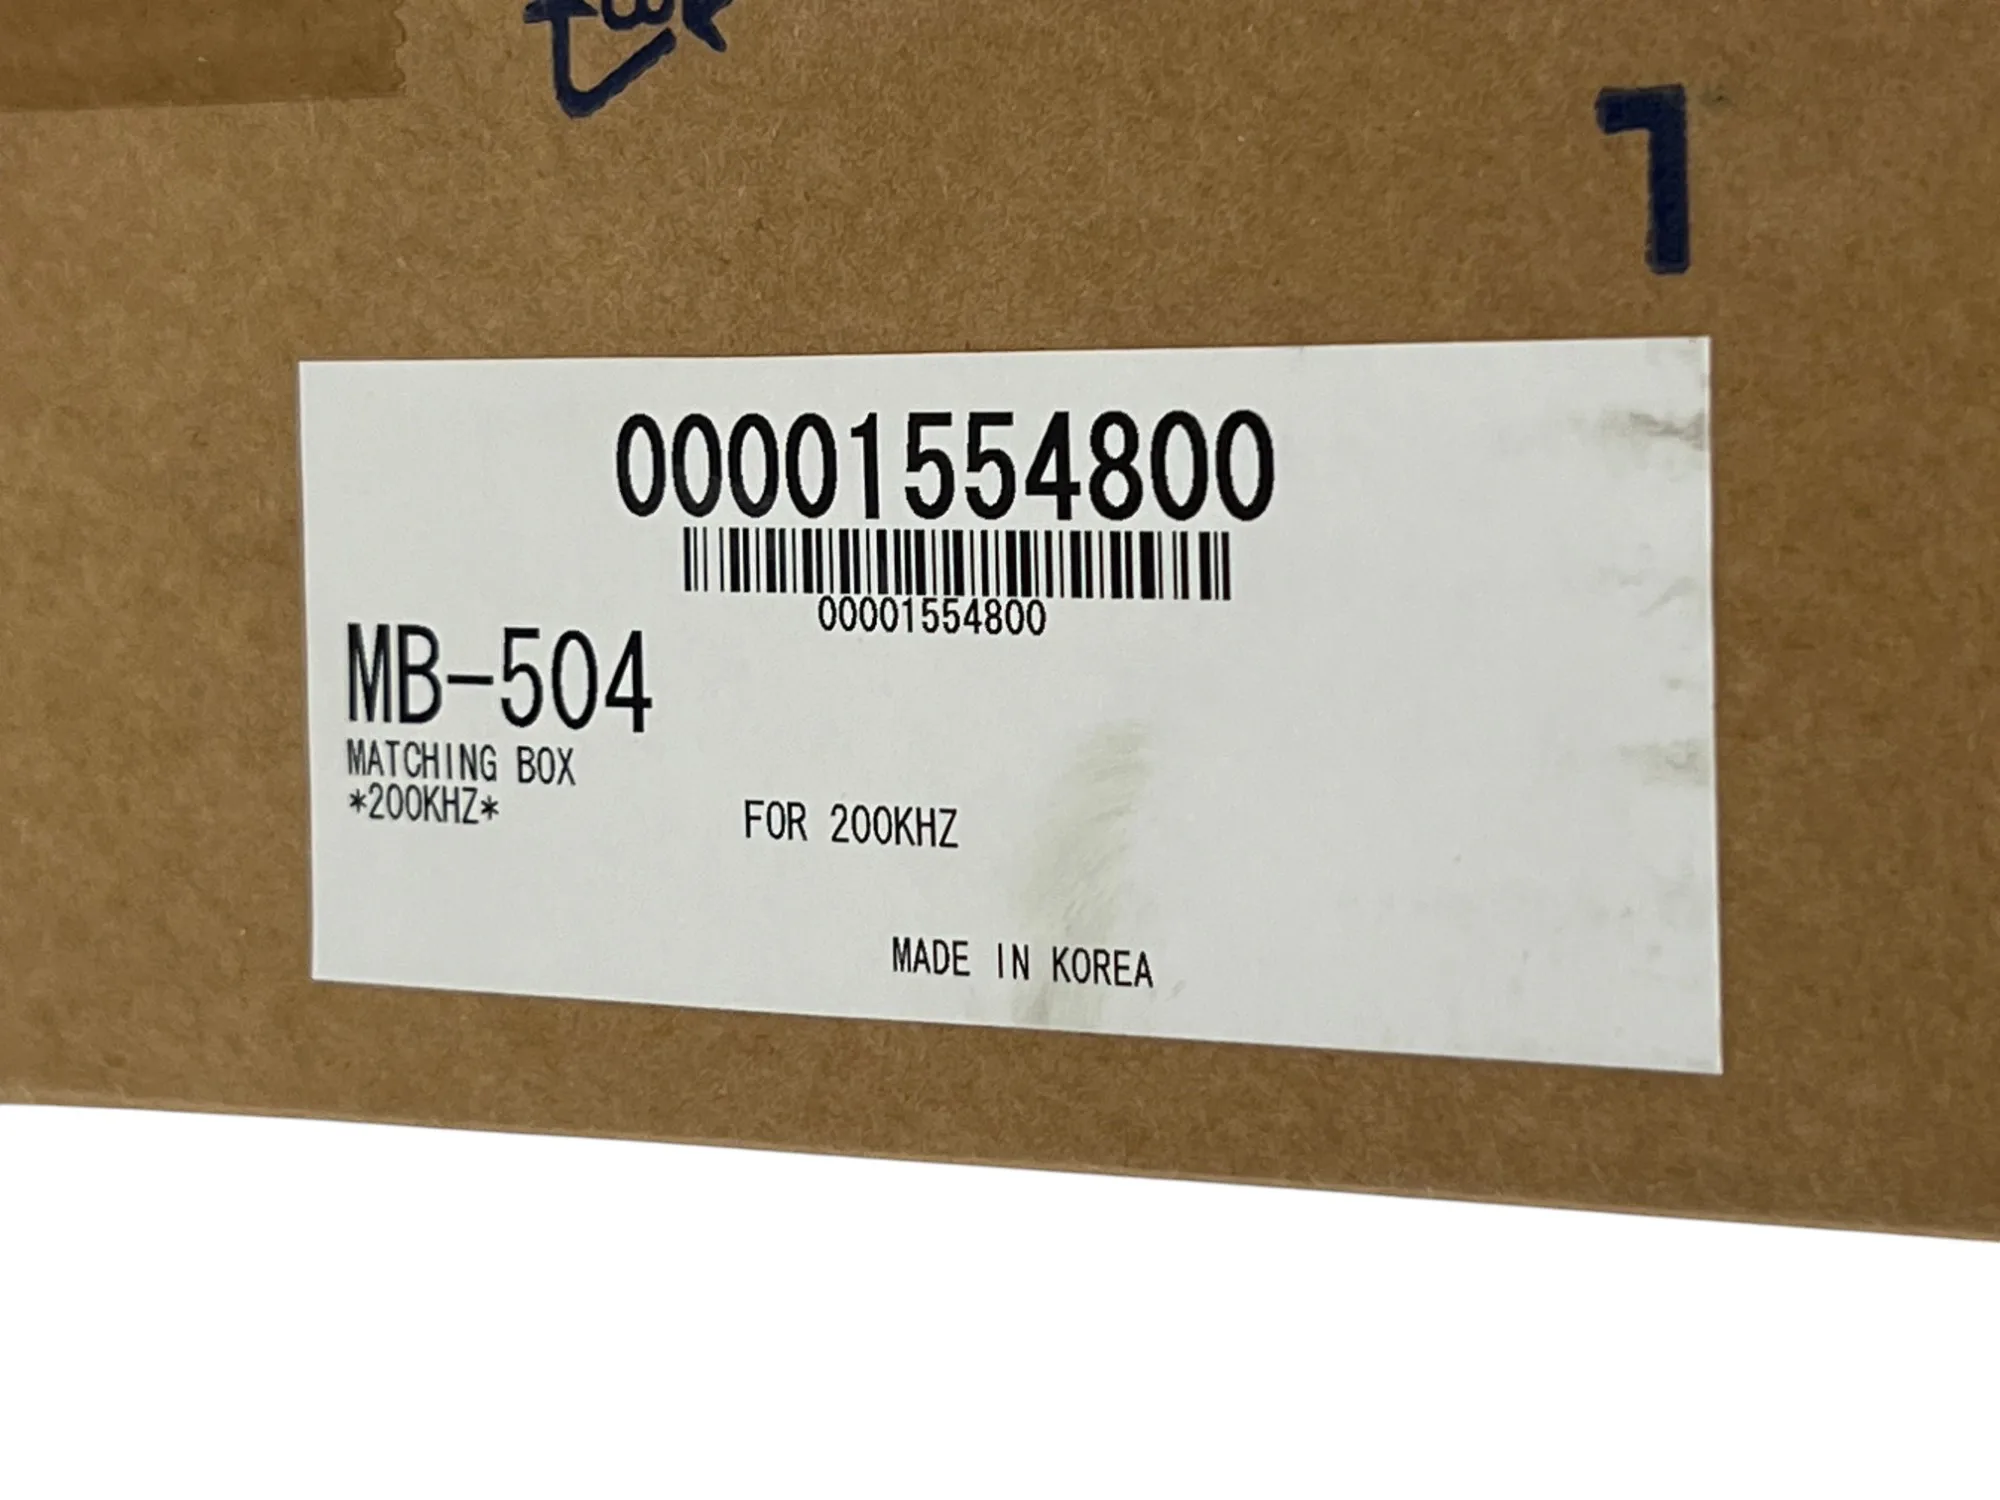 00001554800
00001554800
MB-504
MATCHING BOX
*200KHZ*
FOR 200KHZ
MADE IN KOREA